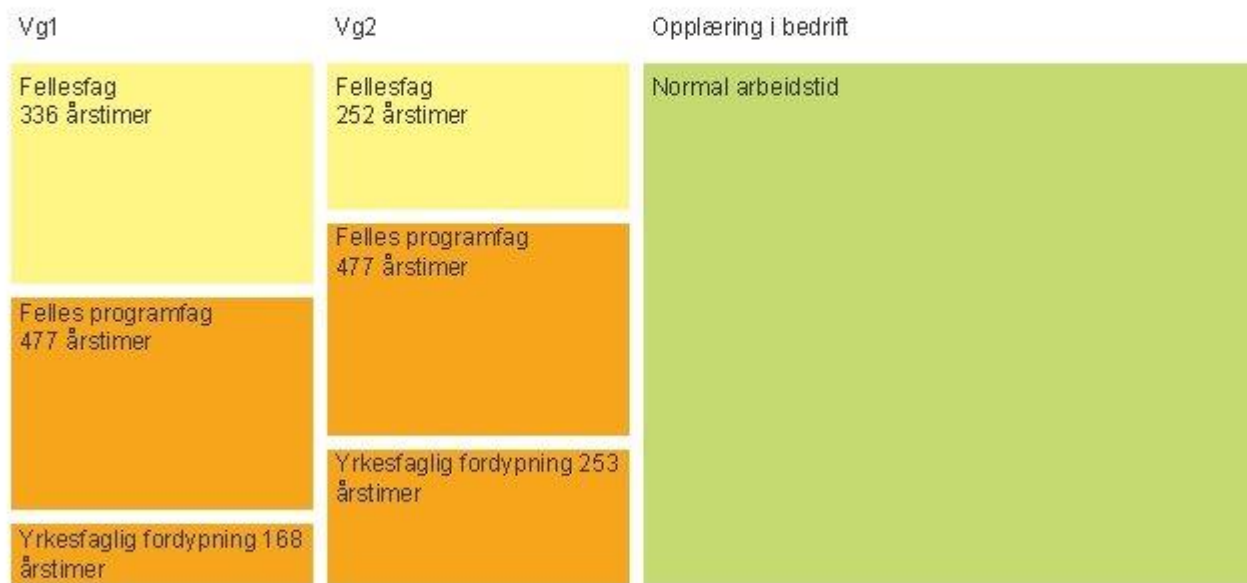 Vg1
Vg2
Opplæring i bedrift
Fellesfag
336 årstimer
Fellesfag
252 årstimer
Normal arbeidstid
Felles programfag
477 årstimer
Felles programfag
477 årstimer
Yrkesfaglig fordypning 253
årstimer
Yrkesfaglig fordypning 168
årstimer